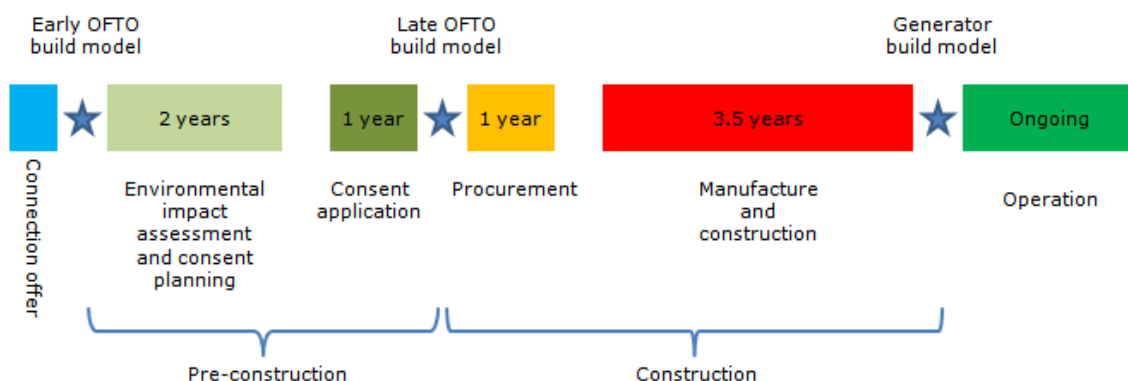 Early OFTO
build model
Late OFTO
build model
Generator
build model
2 years
1 year
1 year
3.5 years
Ongoing
Connection offer
Environmental
impact
assessment
and consent
planning
Consent
application
Procurement
Manufacture
and
construction
Operation
Pre-construction
Construction